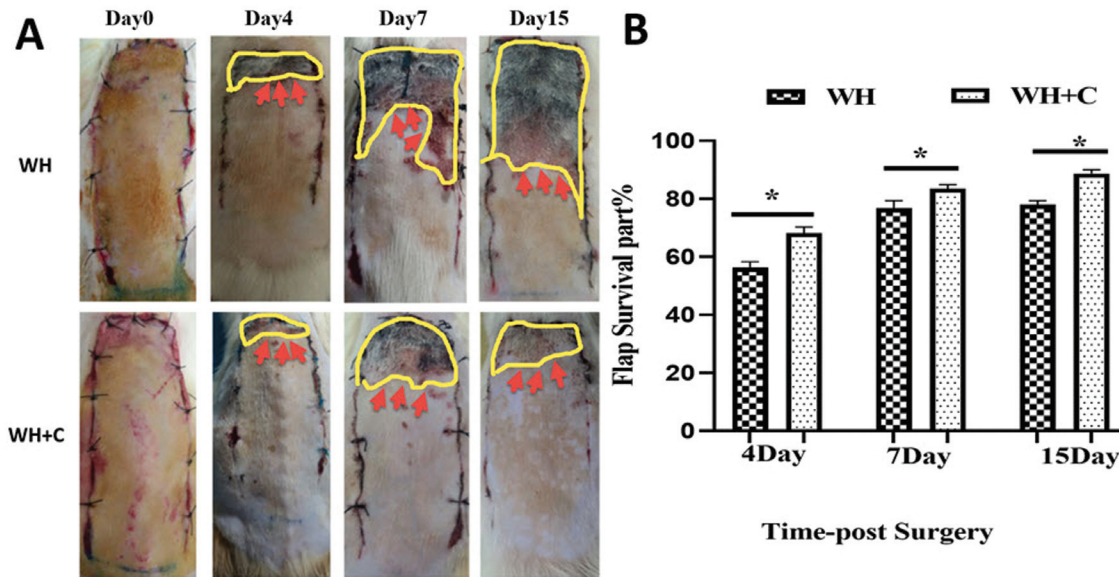 A
Day0 Day4 Day7 Day15
WH
WH+C
B
WH WH+C
Flap Survival part%
100
80
60
40
20
0
* * *
4Day 7Day 15Day
Time-post Surgery